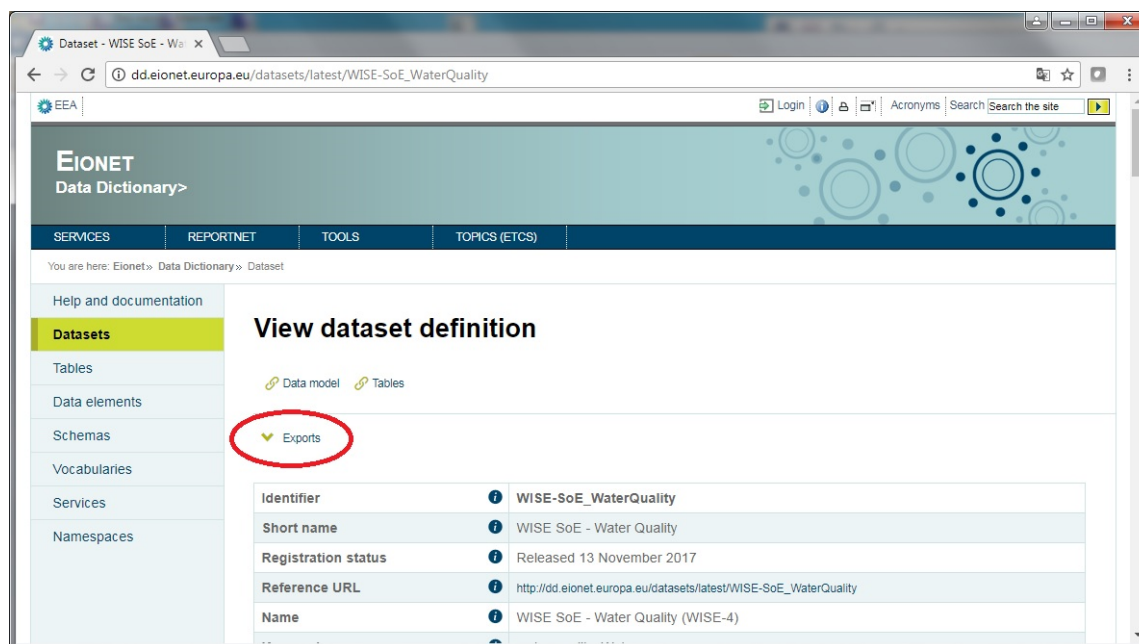 Dataset - WISE SoE - Wa
dd.eionet.europa.eu/datasets/latest/WISE-SoE_WaterQuality
EEA Login Acronyms Search Search the site
EIONET
Data Dictionary>
SERVICES REPORTNET TOOLS TOPICS (ETCS)
You are here: Eionet» Data Dictionary» Dataset
Help and documentation
Datasets
Tables
Data elements
Schemas
Vocabularies
Services
Namespaces
View dataset definition
Data model Tables
Exports
Identifier WISE-SoE_WaterQuality
Short name WISE SoE - Water Quality
Registration status Released 13 November 2017
Reference URL http://dd.eionet.europa.eu/datasets/latest/WISE-SoE_WaterQuality
Name WISE SoE - Water Quality (WISE-4)